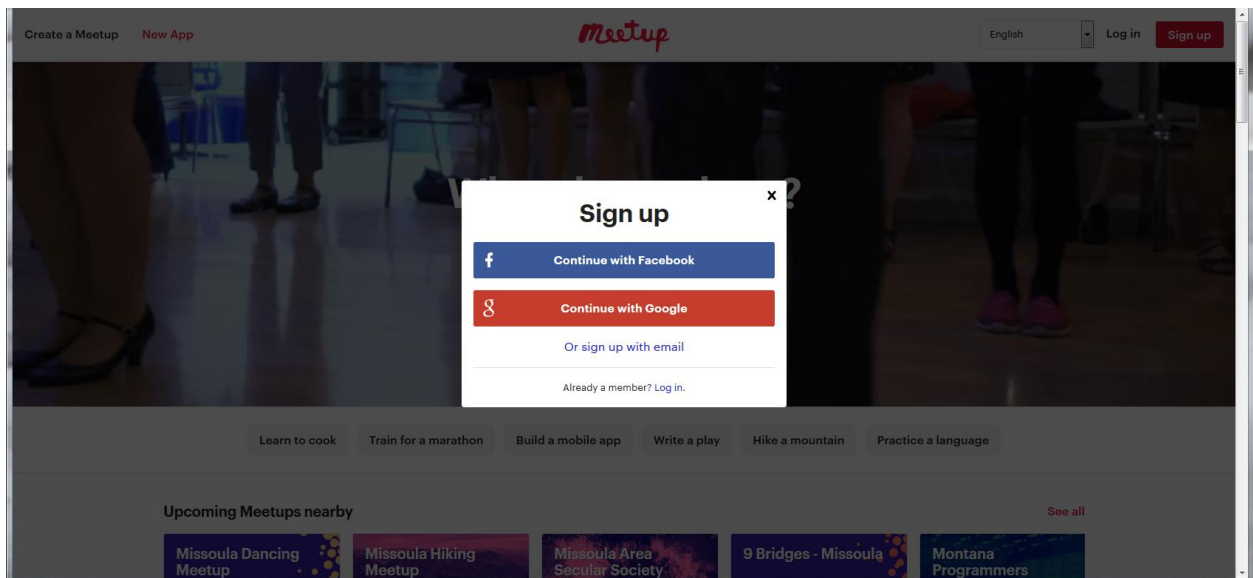 Create a Meetup New App Meetup English Log in Sign up
?
x
Sign up
f Continue with Facebook
g Continue with Google
Or sign up with email
Already a member? Log in.
Learn to cook Train for a marathon Build a mobile app Write a play Hike a mountain Practice a language
Upcoming Meetups nearby See all
Missoula Dancing Missoula Hiking Missoula Area 9 Bridges - Missoula Montana
Meetup Meetup Secular Society Programmers